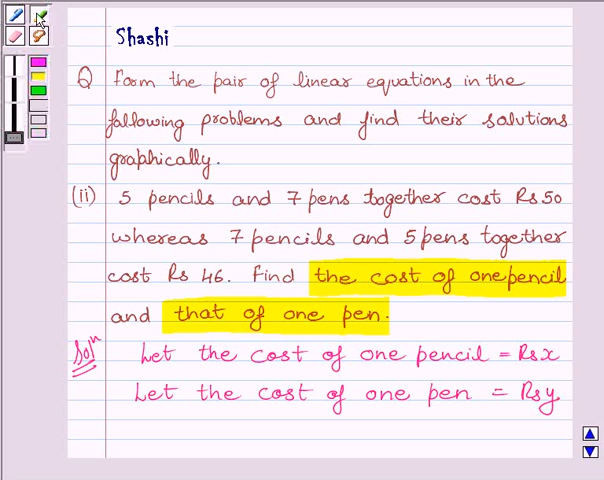 Shashi
Q Form the pair of linear equations in the
following problems and find their solutions
graphically.
(ii) 5 pencils and 7 pens together cost Rs 50
whereas 7 pencils and 5 pens together
cost Rs 46. Find the cost of one pencil
and that of one pen.
Solⁿ Let the cost of one pencil = Rs x
Let the cost of one pen = Rs y